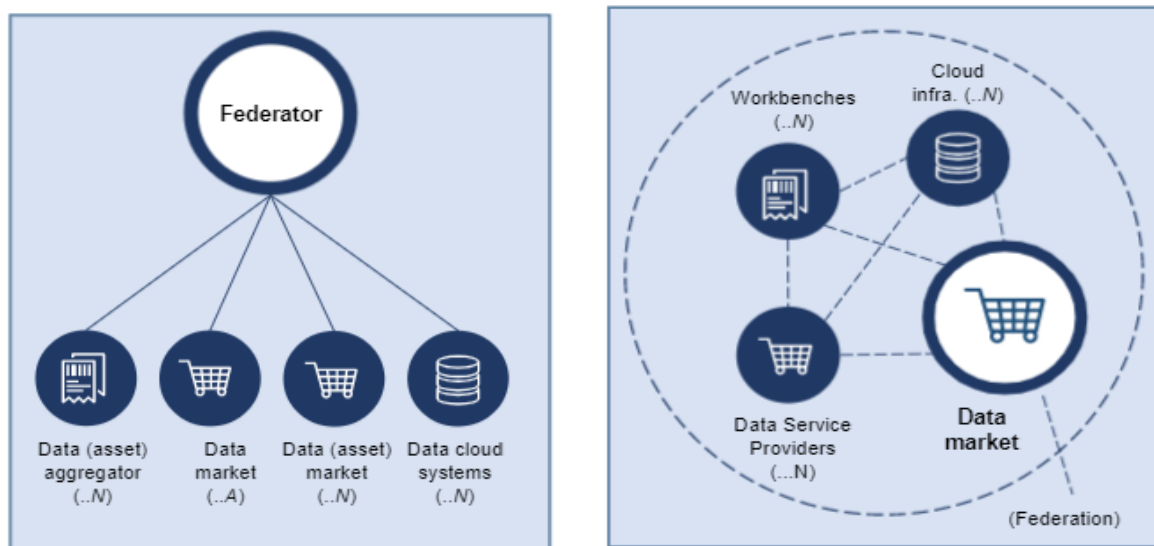 Federator
Data (asset)
aggregator
(..N)
Data
market
(..A)
Data (asset)
market
(..N)
Data cloud
systems
(..N)
Workbenches
(..N)
Cloud
infra. (..N)
Data Service
Providers
(...N)
Data
market
(Federation)